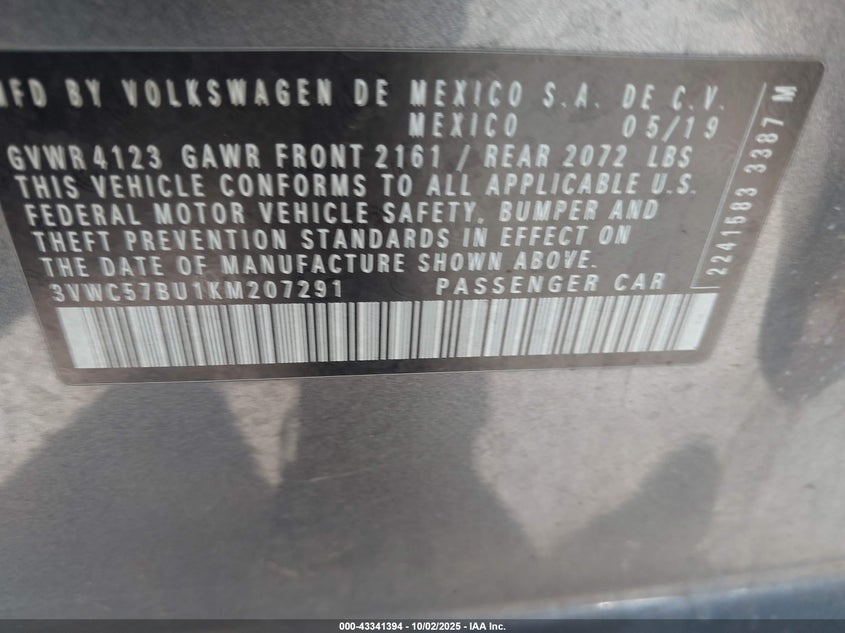 MFD BY VOLKSWAGEN DE MEXICO S.A. DE C.V.
MEXICO 05/19
GVWR 4123 GAWR FRONT 2161 / REAR 2072 LBS
THIS VEHICLE CONFORMS TO ALL APPLICABLE U.S.
FEDERAL MOTOR VEHICLE SAFETY, BUMPER AND
THEFT PREVENTION STANDARDS IN EFFECT ON
THE DATE OF MANUFACTURE SHOWN ABOVE.
3VWC57BU1KM207291 PASSENGER CAR
2241583 3387 M
000-43341394 - 10/02/2025 - IAA Inc.